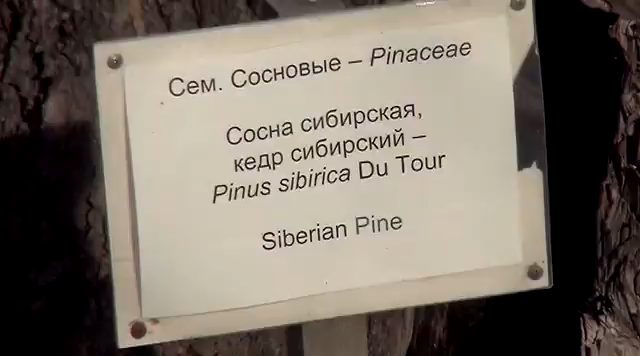 Сем. Сосновые – Pinaceae
Сосна сибирская,
кедр сибирский –
Pinus sibirica Du Tour
Siberian Pine